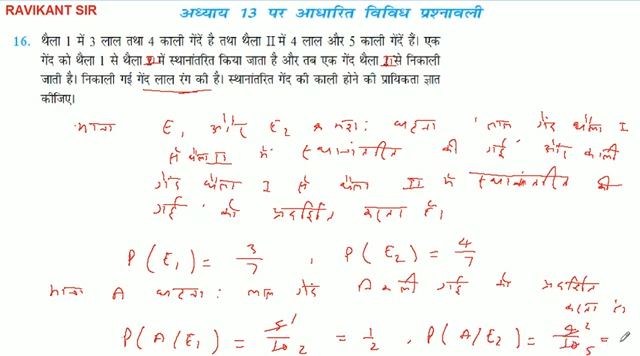 RAVIKANT SIR
अध्याय 13 पर आधारित विविध प्रश्नावली
16. थैला 1 में 3 लाल तथा 4 काली गेंदें है तथा थैला II में 4 लाल और 5 काली गेंदें हैं। एक
गेंद को थैला 1 से थैला II में स्थानांतरित किया जाता है और तब एक गेंद थैला II से निकाली
जाती है। निकाली गई गेंद लाल रंग की है। स्थानांतरित गेंद की काली होने की प्रायिकता ज्ञात
कीजिए।
माना E₁ और E₂ क्रमशः घटना 'लाल गेंद थैला I
से थैला II में स्थानांतरित की गई' और काली
गेंद थैला I से थैला II में स्थानांतरित की
गई' को प्रदर्शित करता है।
P(E₁) = 3/7 , P(E₂) = 4/7
माना A घटना: लाल गेंद निकाली गई को प्रदर्शित
करता है,
P(A/E₁) = 5/10 = 1/2 , P(A/E₂) = 4/10 =